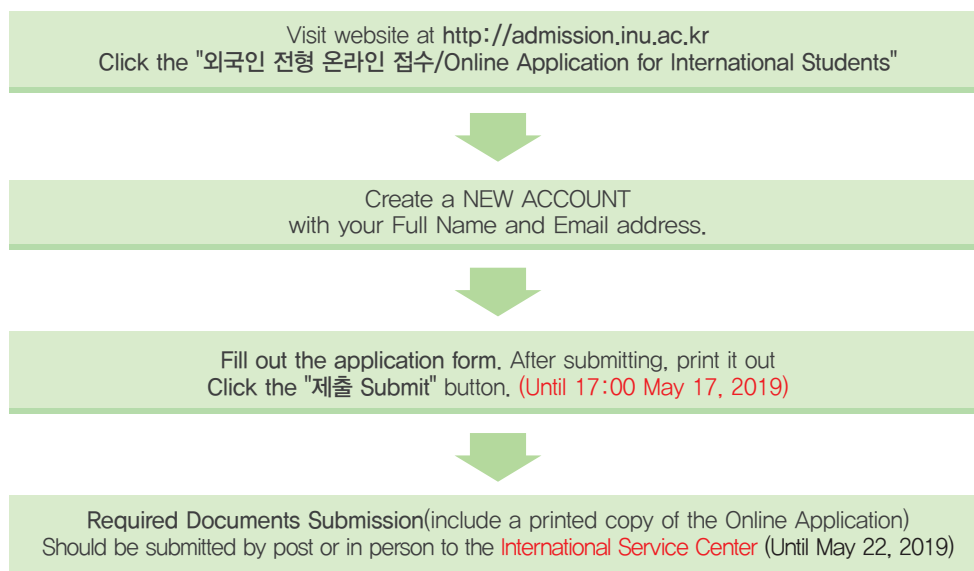 Visit website at http://admission.inu.ac.kr
Click the "외국인 전형 온라인 접수/Online Application for International Students"
Create a NEW ACCOUNT
with your Full Name and Email address.
Fill out the application form. After submitting, print it out
Click the "제출 Submit" button. (Until 17:00 May 17, 2019)
Required Documents Submission(include a printed copy of the Online Application)
Should be submitted by post or in person to the International Service Center (Until May 22, 2019)